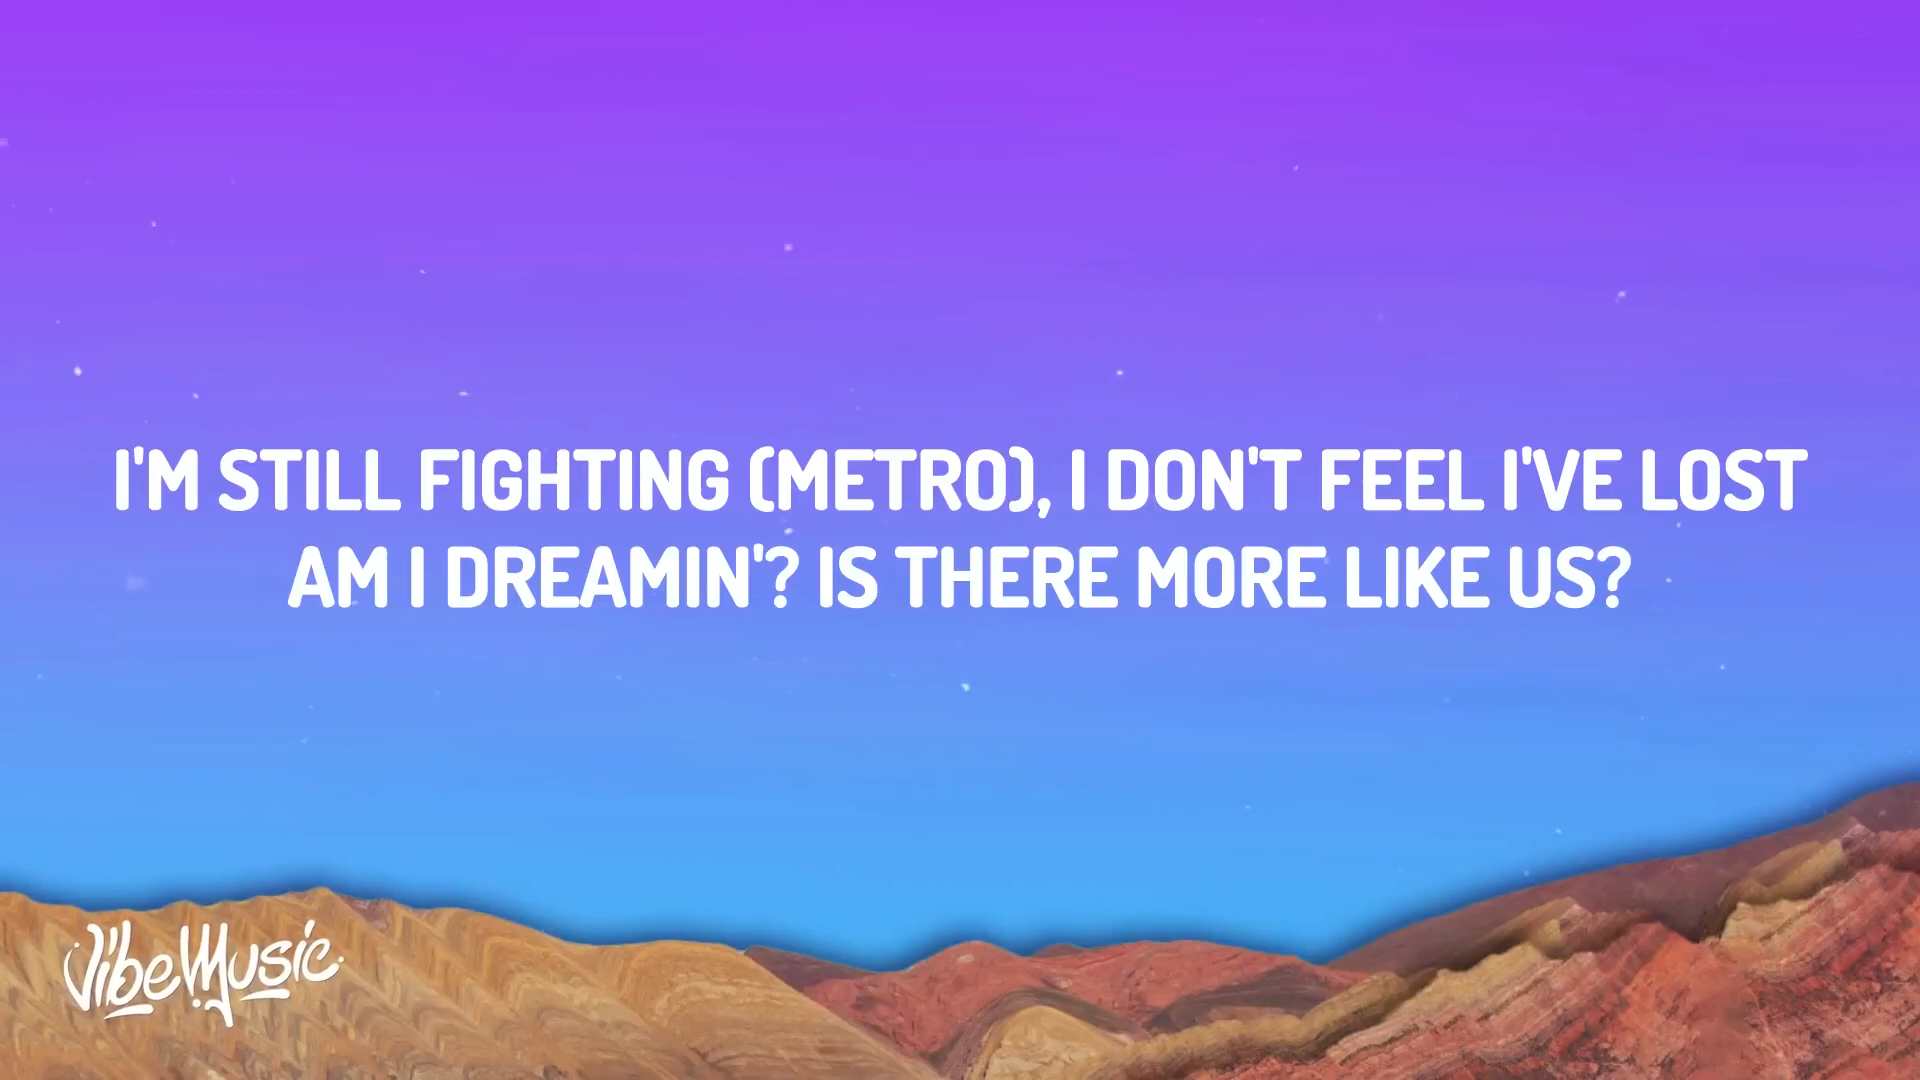 I'M STILL FIGHTING (METRO), I DON'T FEEL I'VE LOST
AM I DREAMIN'? IS THERE MORE LIKE US?
VibeMusic